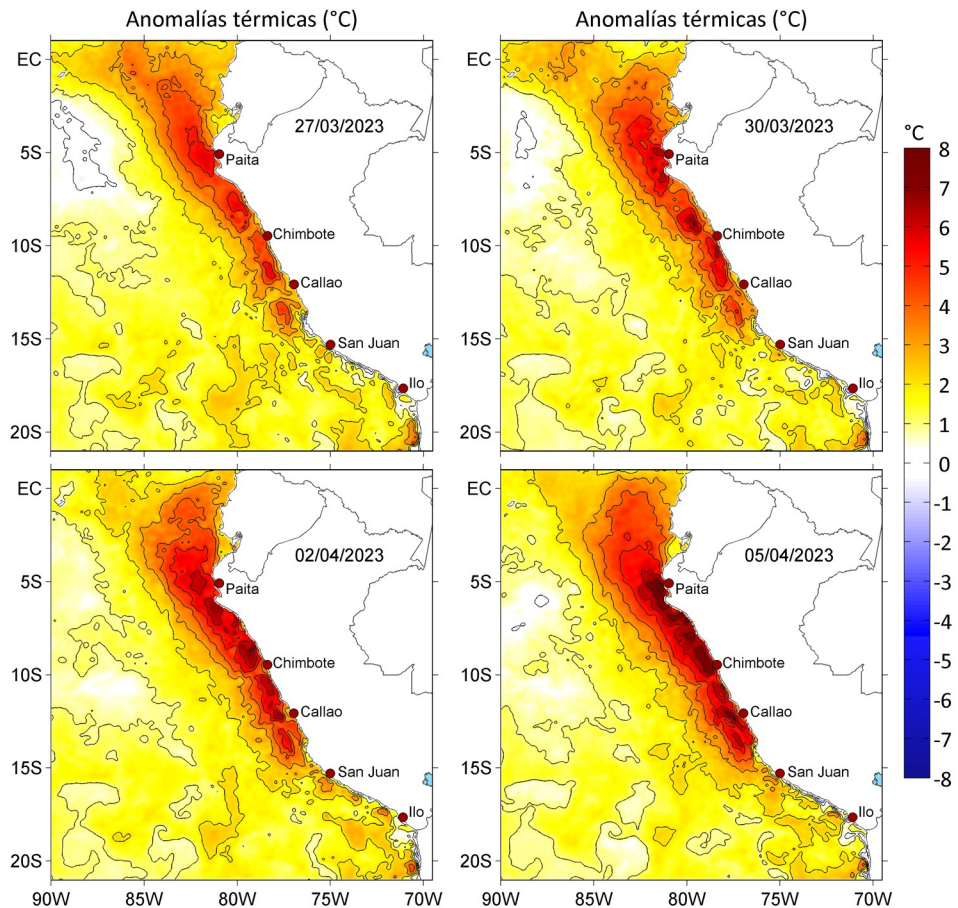 Anomalías térmicas (°C)
Anomalías térmicas (°C)
EC
5S
10S
15S
20S
27/03/2023
Paita
Chimbote
Callao
San Juan
Ilo
EC
5S
10S
15S
20S
30/03/2023
Paita
Chimbote
Callao
San Juan
Ilo
EC
5S
10S
15S
20S
02/04/2023
Paita
Chimbote
Callao
San Juan
Ilo
90W 85W 80W 75W 70W
EC
5S
10S
15S
20S
05/04/2023
Paita
Chimbote
Callao
San Juan
Ilo
90W 85W 80W 75W 70W
°C
8
7
6
5
4
3
2
1
0
-1
-2
-3
-4
-5
-6
-7
-8